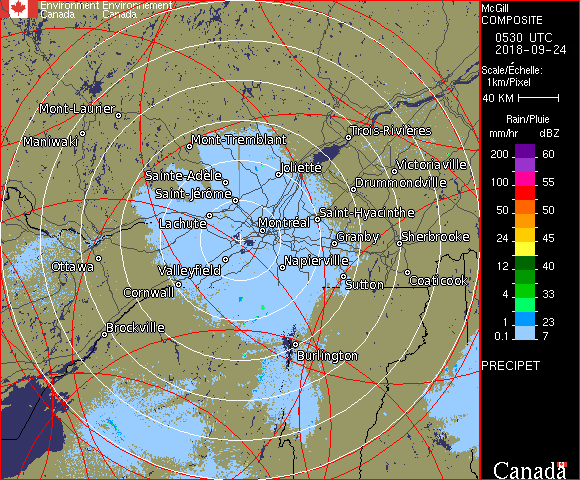 Environment Environnement
Canada Canada
McGill
COMPOSITE
0530 UTC
2018-09-24
Scale/Échelle:
1km/Pixel
40 KM
Rain/Pluie
mm/hr dBZ
200 60
100 55
50 50
24 45
12 40
4 33
1 23
0.1 7
PRECIPET
Canada
Mont-Laurier
Maniwaki
Mont-Tremblant
Trois-Rivières
Joliette
Victoriaville
Sainte-Adèle
Drummondville
Saint-Jérôme
Saint-Hyacinthe
Lachute
Montréal
Granby
Sherbrooke
Ottawa
Valleyfield
Napierville
Coaticook
Cornwall
Sutton
Brockville
Burlington